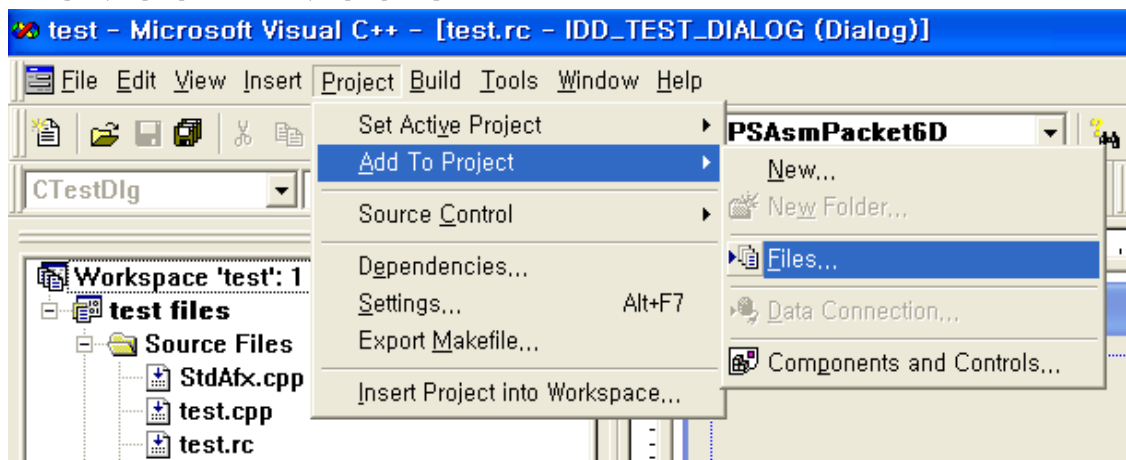 test - Microsoft Visual C++ - [test.rc - IDD_TEST_DIALOG (Dialog)]
File Edit View Insert Project Build Tools Window Help
Set Active Project
Add To Project
Source Control
Dependencies...
Settings... Alt+F7
Export Makefile...
Insert Project into Workspace...
PSAsmPacket6D
New...
New Folder...
Files...
Data Connection...
Components and Controls...
CTestDlg
Workspace 'test': 1
test files
Source Files
StdAfx.cpp
test.cpp
test.rc